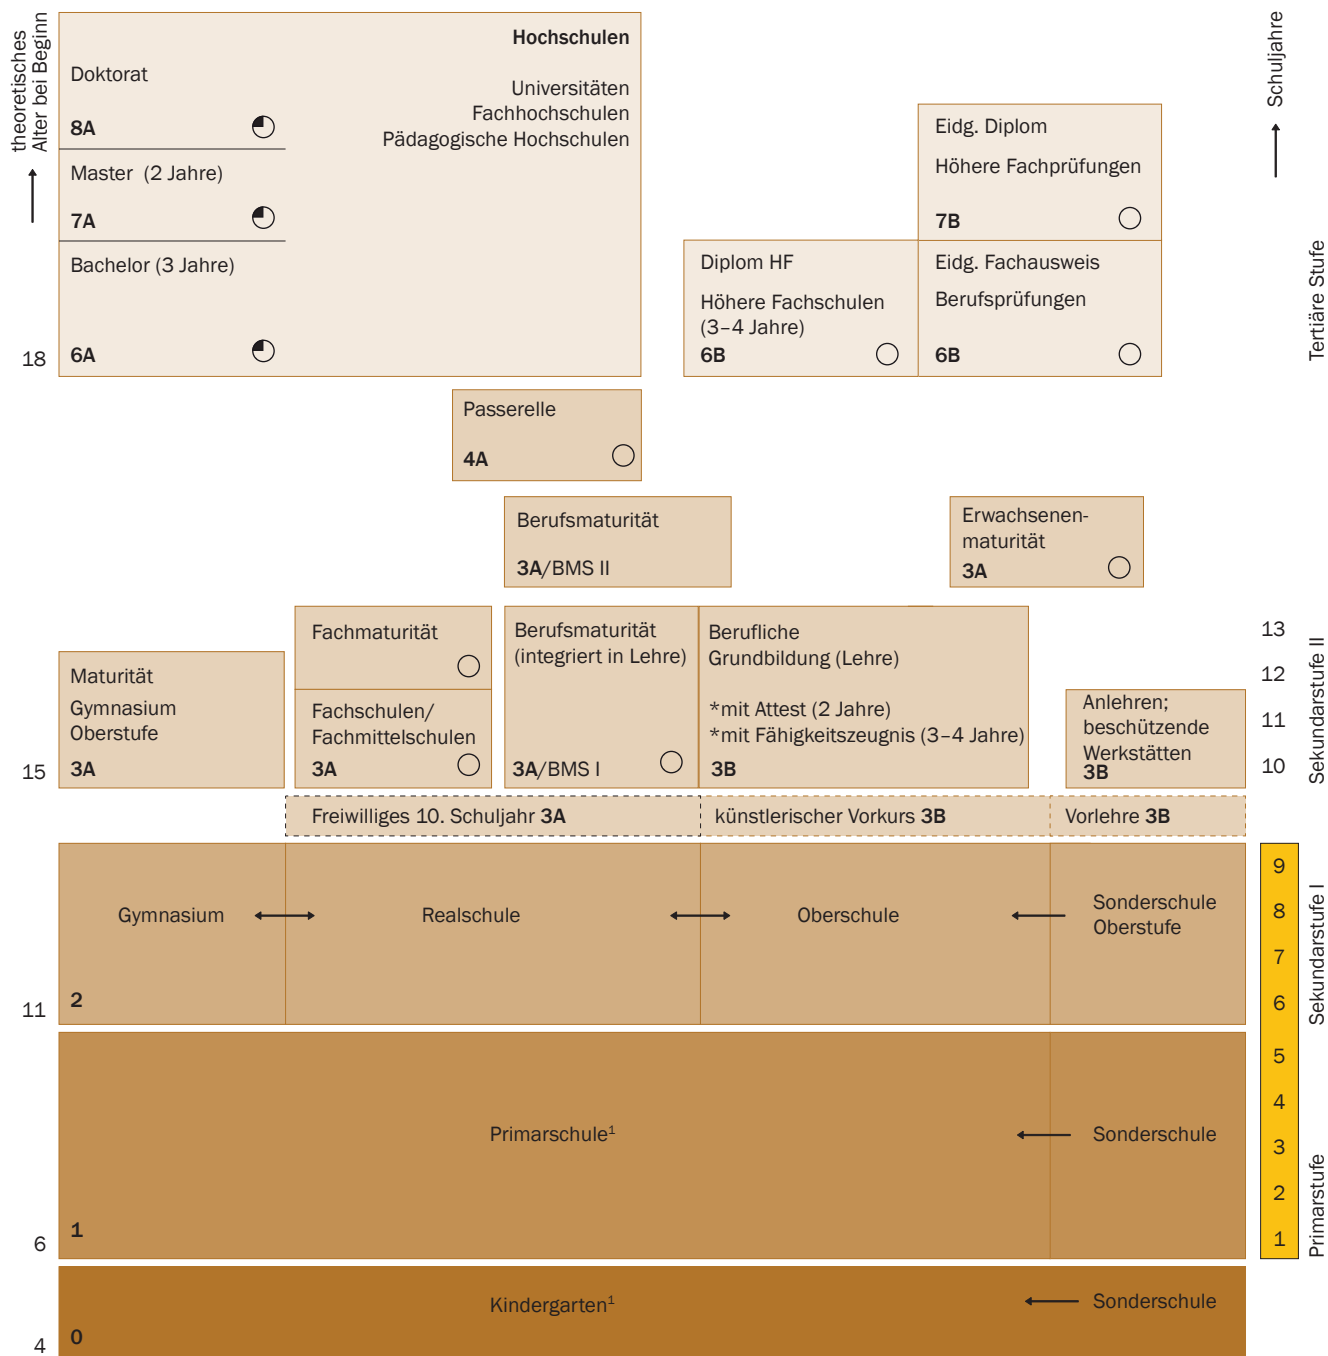 theoretisches
Alter bei Beginn
Schuljahre
Hochschulen
Universitäten
Fachhochschulen
Pädagogische Hochschulen
Doktorat
8A
Master (2 Jahre)
7A
Bachelor (3 Jahre)
6A
18
Eidg. Diplom
Höhere Fachprüfungen
7B
Diplom HF
Höhere Fachschulen
(3–4 Jahre)
6B
Eidg. Fachausweis
Berufsprüfungen
6B
Tertiäre Stufe
Passerelle
4A
Berufsmaturität
3A/BMS II
Erwachsenen-
maturität
3A
Maturität
Gymnasium
Oberstufe
3A
15
Fachmaturität
Fachschulen/
Fachmittelschulen
3A
Berufsmaturität
(integriert in Lehre)
3A/BMS I
Berufliche
Grundbildung (Lehre)
*mit Attest (2 Jahre)
*mit Fähigkeitszeugnis (3–4 Jahre)
3B
Anlehren;
beschützende
Werkstätten
3B
13
12
11
10
Sekundarstufe II
Freiwilliges 10. Schuljahr 3A
künstlerischer Vorkurs 3B
Vorlehre 3B
Gymnasium
Realschule
Oberschule
Sonderschule
Oberstufe
2
11
9
8
7
6
Sekundarstufe I
Primarschule¹
Sonderschule
1
6
5
4
3
2
1
Primarstufe
Kindergarten¹
Sonderschule
0
4